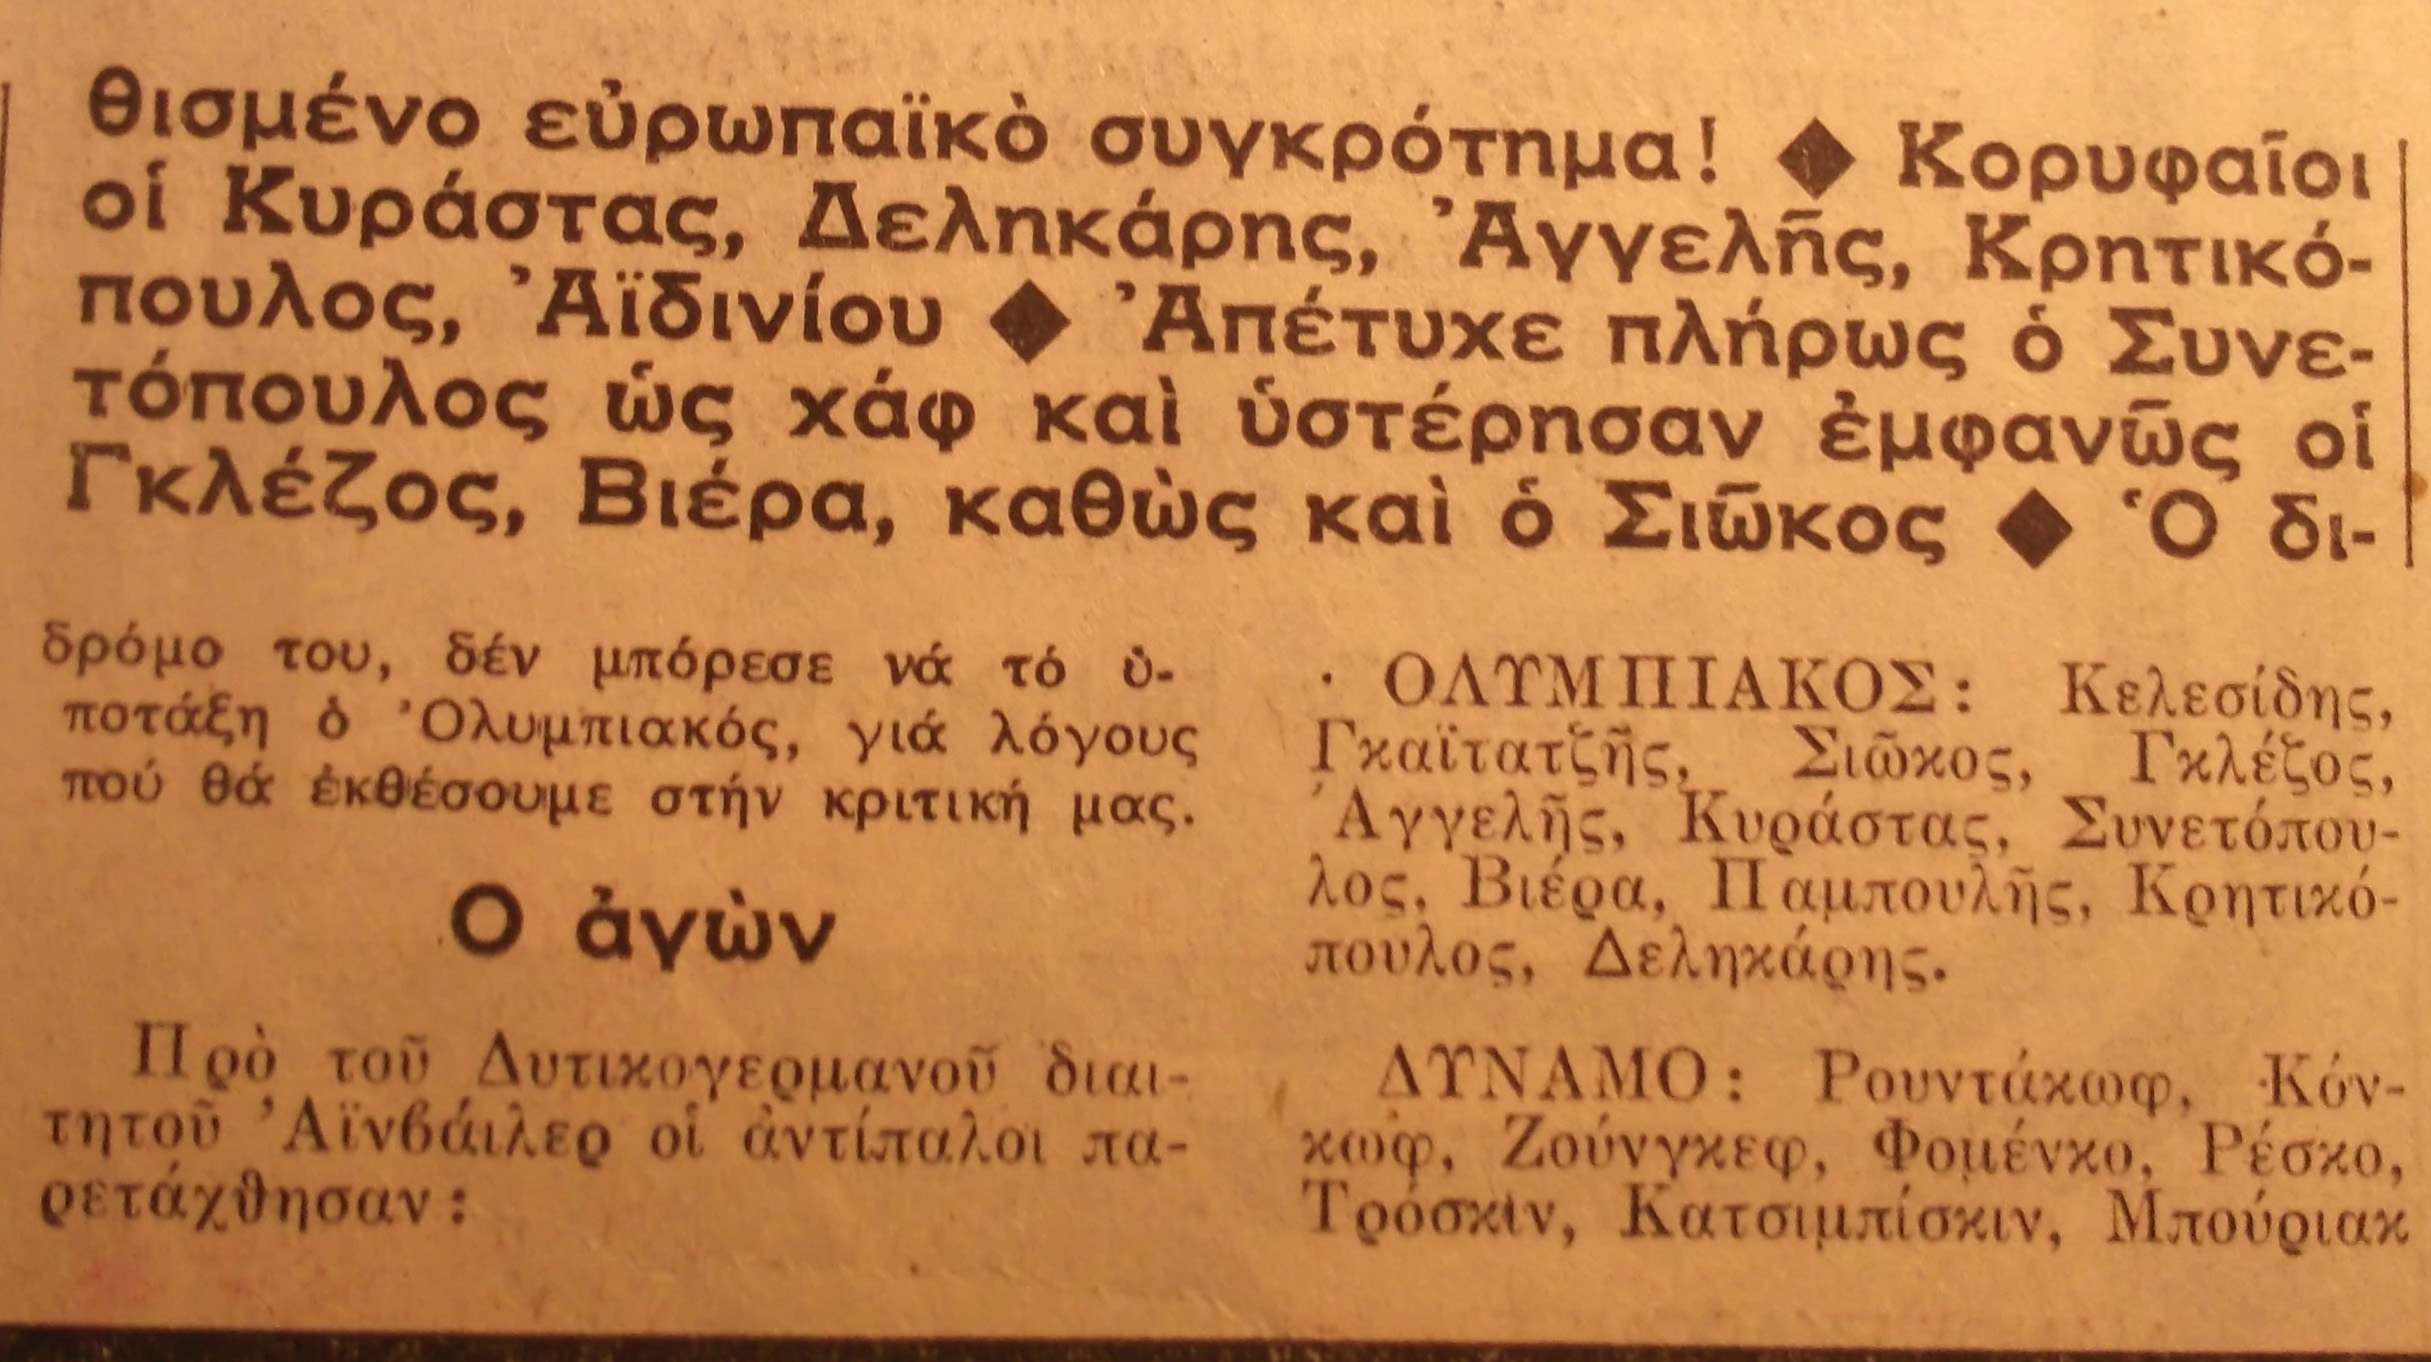 θισμένο εὐρωπαϊκὸ συγκρότημα! ◆ Κορυφαῖοι
οἱ Κυράστας, Δεληκάρης, Ἀγγελῆς, Κρητικό-
πουλος, Ἀϊδινίου ◆ Ἀπέτυχε πλήρως ὁ Συνε-
τόπουλος ὡς χάφ καὶ ὑστέρησαν ἐμφανῶς οἱ
Γκλέζος, Βιέρα, καθὼς καὶ ὁ Σιῶκος ◆ Ὁ δι-
δρόμο του, δέν μπόρεσε νά τό ὑ-
ποτάξη ὁ Ὀλυμπιακός, γιά λόγους
πού θά ἐκθέσουμε στήν κριτική μας.
Ο ἀγὼν
Πρὸ τοῦ Δυτικογερμανοῦ διαι-
τητοῦ Ἀϊνβάιλερ οἱ ἀντίπαλοι πα-
ρετάχθησαν:
ΟΛΥΜΠΙΑΚΟΣ: Κελεσίδης,
Γκαϊτατζῆς, Σιῶκος, Γκλέζος,
Ἀγγελῆς, Κυράστας, Συνετόπου-
λος, Βιέρα, Παμπουλῆς, Κρητικό-
πουλος, Δεληκάρης.
ΔΥΝΑΜΟ: Ρουντάκωφ, Κόν-
κωφ, Ζούνγκεφ, Φομένκο, Ρέσκο,
Τρόσκιν, Κατσιμπίσκιν, Μπούριακ